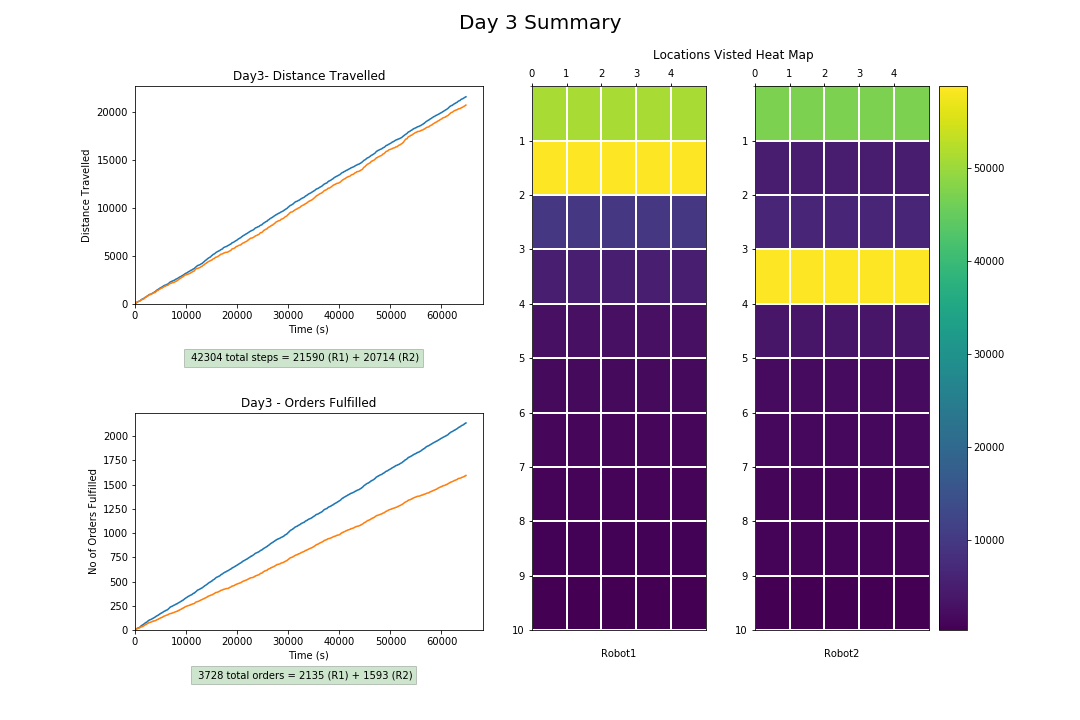 Day 3 Summary
Day3- Distance Travelled
20000
15000
10000
5000
0
Distance Travelled
0 10000 20000 30000 40000 50000 60000
Time (s)
42304 total steps = 21590 (R1) + 20714 (R2)
Day3 - Orders Fulfilled
2000
1750
1500
1250
1000
750
500
250
0
No of Orders Fulfilled
0 10000 20000 30000 40000 50000 60000
Time (s)
3728 total orders = 2135 (R1) + 1593 (R2)
Locations Visted Heat Map
0 1 2 3 4
1
2
3
4
5
6
7
8
9
10
Robot1
0 1 2 3 4
1
2
3
4
5
6
7
8
9
10
Robot2
50000
40000
30000
20000
10000